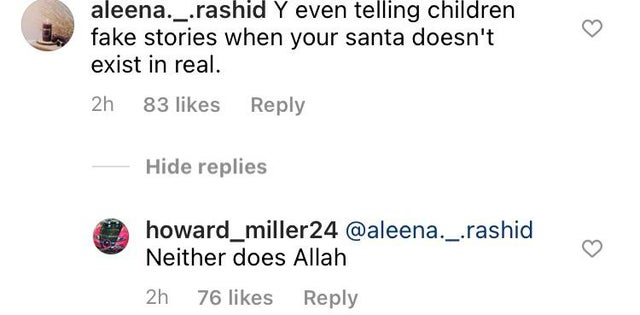 aleena._.rashid Y even telling children
fake stories when your santa doesn't
exist in real.
2h 83 likes Reply
Hide replies
howard_miller24 @aleena._.rashid
Neither does Allah
2h 76 likes Reply